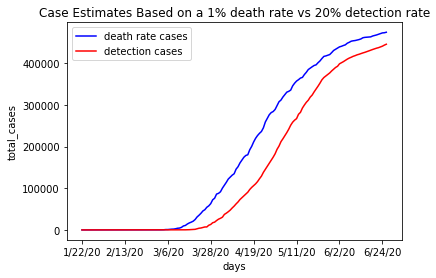 Case Estimates Based on a 1% death rate vs 20% detection rate
death rate cases
detection cases
400000
300000
200000
100000
0
total_cases
1/22/20 2/13/20 3/6/20 3/28/20 4/19/20 5/11/20 6/2/20 6/24/20
days